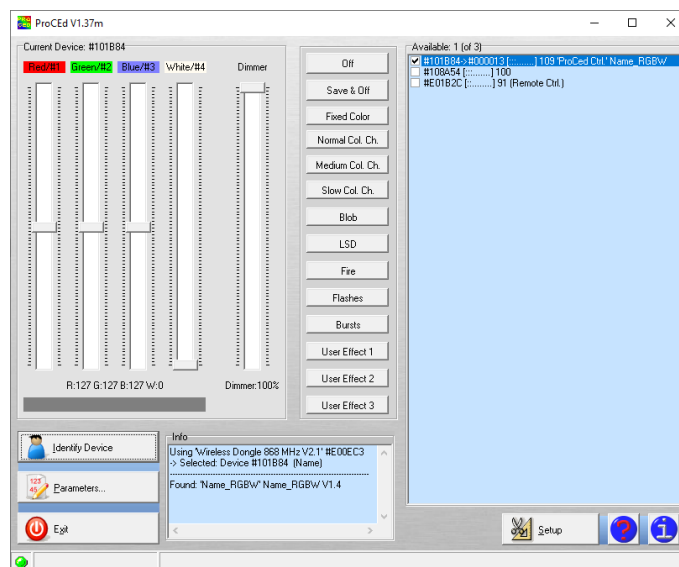 ProCEd V1.37m
Current Device: #101B84
Red/#1 Green/#2 Blue/#3 White/#4 Dimmer
R:127 G:127 B:127 W:0 Dimmer:100%
Off
Save & Off
Fixed Color
Normal Col. Ch.
Medium Col. Ch.
Slow Col. Ch.
Blob
LSD
Fire
Flashes
Bursts
User Effect 1
User Effect 2
User Effect 3
Available: 1 (of 3)
#101B84->#000013 [:::.......] 109 'ProCed Ctrl.' Name_RGBW
#108A54 [:::.......] 100
#E01B2C [::........] 91 (Remote Ctrl.)
Identify Device
123
45
Parameters...
Exit
Info
Using 'Wireless Dongle 868 MHz V2.1' #E00EC3
-> Selected: Device #101B84 (Name)
Found: 'Name_RGBW' Name_RGBW V1.4
Setup
?
i